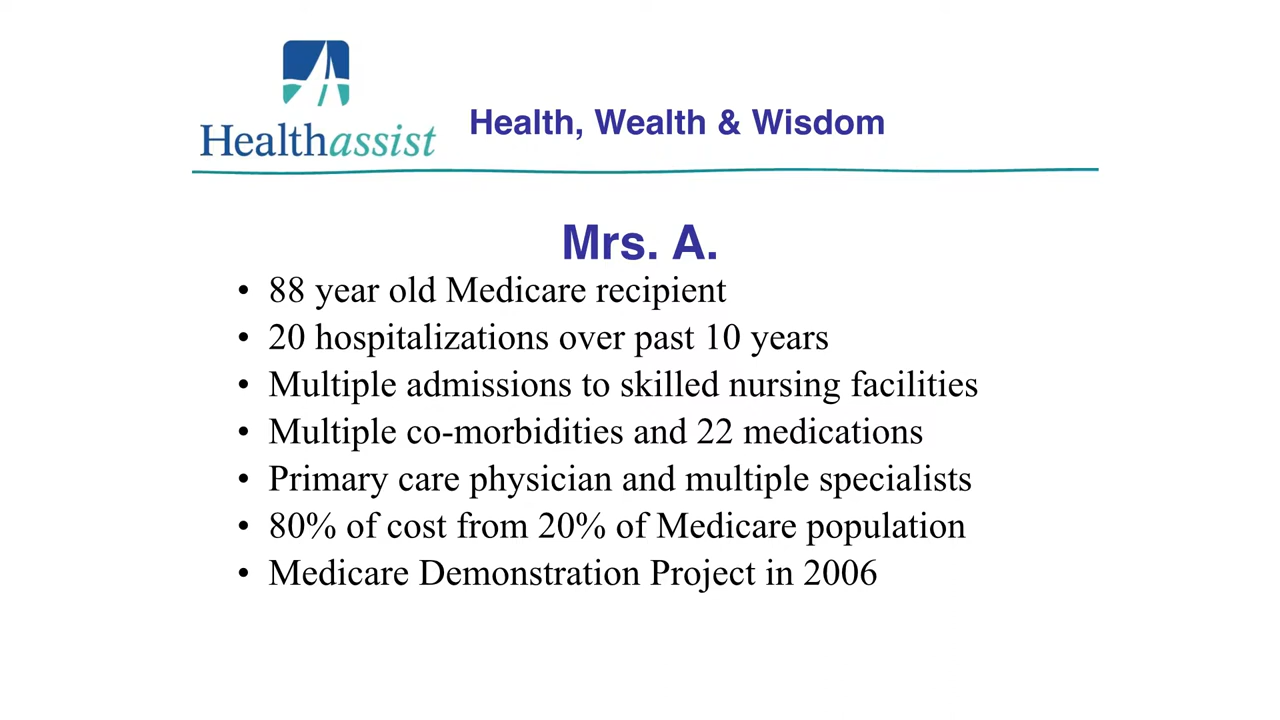 Healthassist
Health, Wealth & Wisdom
Mrs. A.
• 88 year old Medicare recipient
• 20 hospitalizations over past 10 years
• Multiple admissions to skilled nursing facilities
• Multiple co-morbidities and 22 medications
• Primary care physician and multiple specialists
• 80% of cost from 20% of Medicare population
• Medicare Demonstration Project in 2006